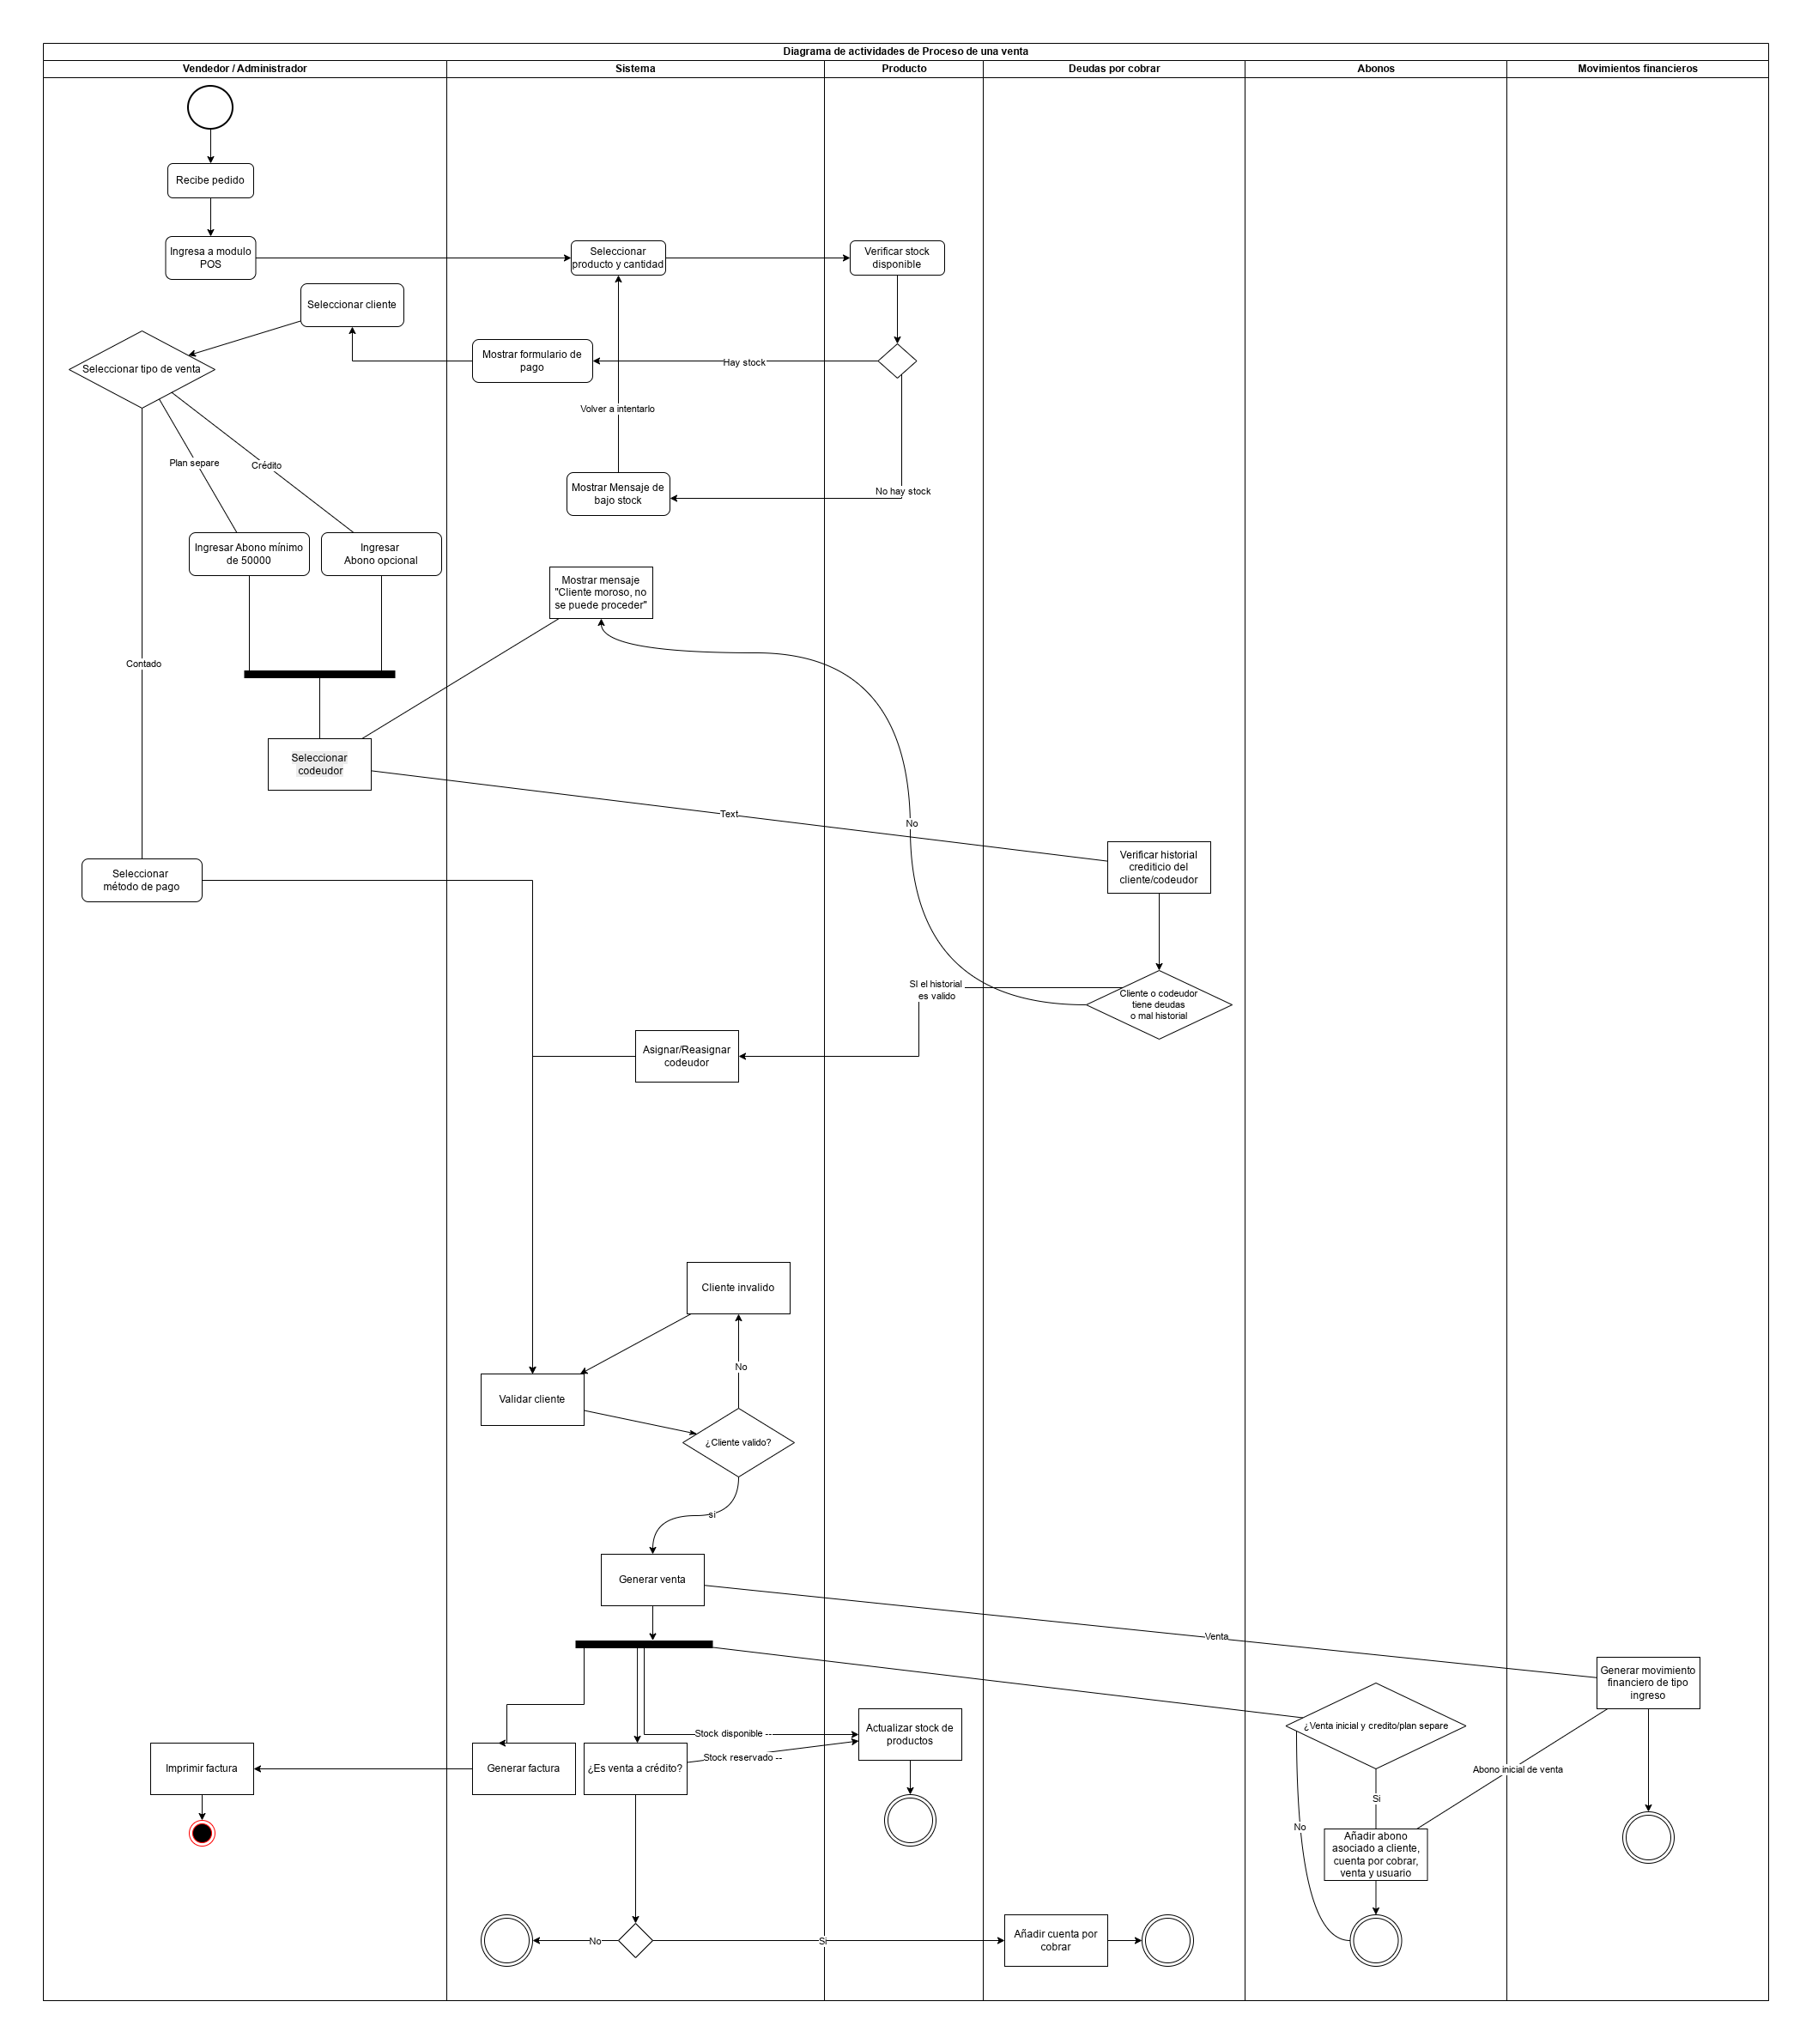 Diagrama de actividades de Proceso de una venta
Vendedor / Administrador
Sistema
Producto
Deudas por cobrar
Abonos
Movimientos financieros
Recibe pedido
Ingresa a modulo
POS
Seleccionar
producto y cantidad
Verificar stock
disponible
Seleccionar cliente
Seleccionar tipo de venta
Mostrar formulario de
pago
Hay stock
Volver a intentarlo
Plan separe
Crédito
Mostrar Mensaje de
bajo stock
No hay stock
Ingresar Abono mínimo
de 50000
Ingresar
Abono opcional
Mostrar mensaje
"Cliente moroso, no
se puede proceder"
Contado
Seleccionar
codeudor
Text
No
Verificar historial
crediticio del
cliente/codeudor
Seleccionar
método de pago
SI el historial
es valido
Cliente o codeudor
tiene deudas
o mal historial
Asignar/Reasignar
codeudor
Cliente invalido
No
Validar cliente
¿Cliente valido?
si
Generar venta
Venta
Generar movimiento
financiero de tipo
ingreso
¿Venta inicial y credito/plan separe
Stock disponible --
Actualizar stock de
productos
Stock reservado --
Imprimir factura
Generar factura
¿Es venta a crédito?
Abono inicial de venta
Si
No
Añadir abono
asociado a cliente,
cuenta por cobrar,
venta y usuario
No
Si
Añadir cuenta por
cobrar